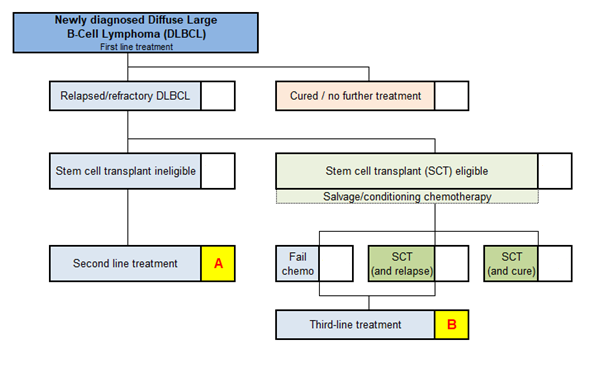 Newly diagnosed Diffuse Large
B-Cell Lymphoma (DLBCL)
First line treatment
Relapsed/refractory DLBCL
Cured / no further treatment
Stem cell transplant ineligible
Stem cell transplant (SCT) eligible
Salvage/conditioning chemotherapy
Second line treatment
A
Fail
chemo
SCT
(and relapse)
SCT
(and cure)
Third-line treatment
B